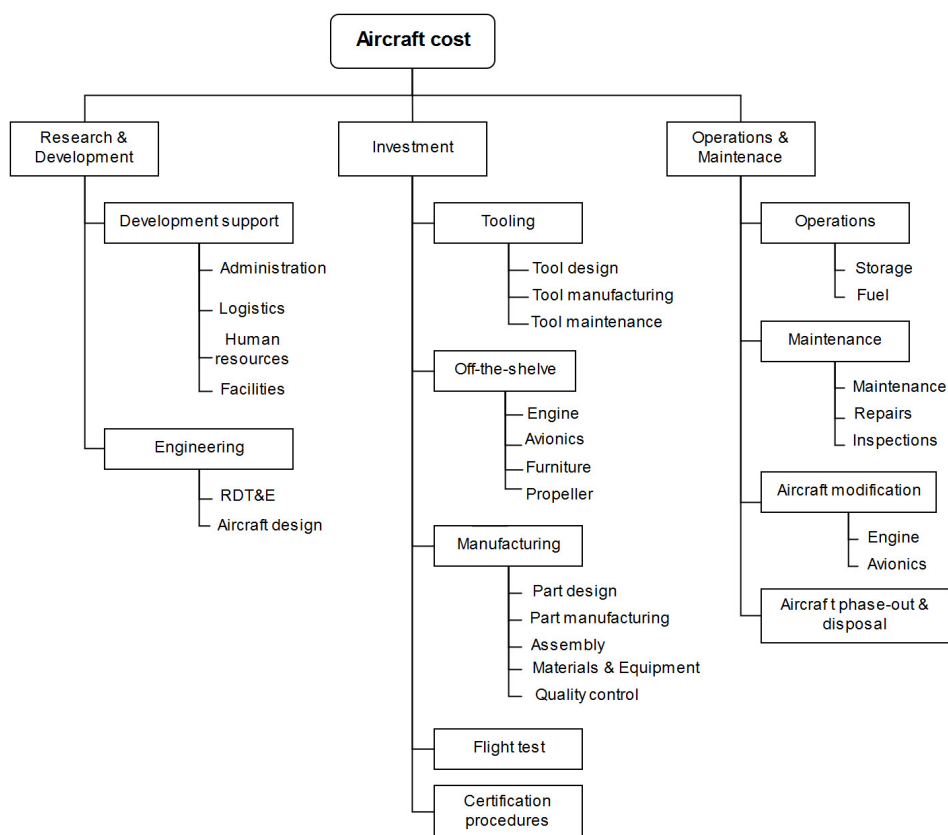 Aircraft cost
Research &
Development
Development support
Administration
Logistics
Human
resources
Facilities
Engineering
RDT&E
Aircraft design
Investment
Tooling
Tool design
Tool manufacturing
Tool maintenance
Off-the-shelve
Engine
Avionics
Furniture
Propeller
Manufacturing
Part design
Part manufacturing
Assembly
Materials & Equipment
Quality control
Flight test
Certification
procedures
Operations &
Maintenace
Operations
Storage
Fuel
Maintenance
Maintenance
Repairs
Inspections
Aircraft modification
Engine
Avionics
Aircraft phase-out &
disposal